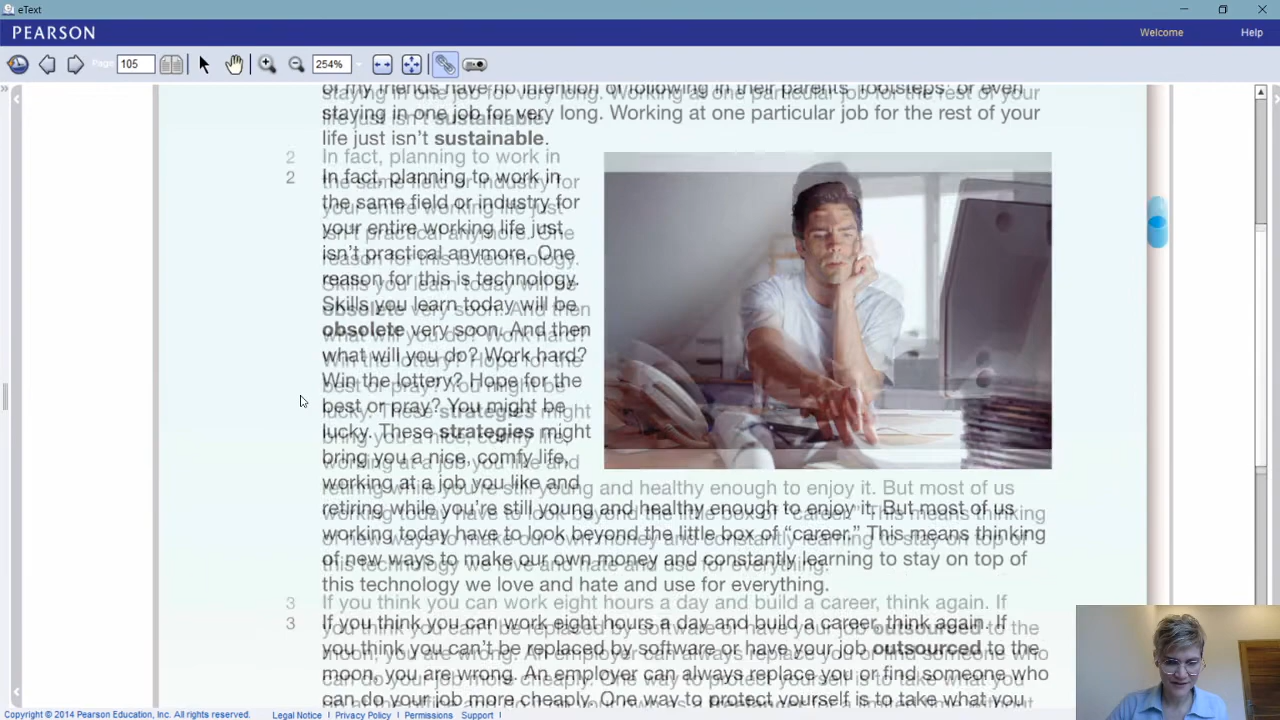 eText
PEARSON
Welcome
Help
Page
105
254%
of my friends have no intention of following in their parents' "footsteps" or even
staying in one job for very long. Working at one particular job for the rest of your
life just isn't sustainable.
2 In fact, planning to work in
the same field or industry for
your entire working life just
isn't practical anymore. One
reason for this is technology.
Skills you learn today will be
obsolete very soon. And then
what will you do? Work hard?
Win the lottery? Hope for the
best or pray? You might be
lucky. These strategies might
bring you a nice, comfy life,
working at a job you like and
retiring while you're still young and healthy enough to enjoy it. But most of us
working today have to look beyond the little box of "career." This means thinking
of new ways to make our own money and constantly learning to stay on top of
this technology we love and hate and use for everything.
3 If you think you can work eight hours a day and build a career, think again. If
you think you can't be replaced by software or have your job outsourced to the
moon, you are wrong. An employer can always replace you or find someone who
can do your job more cheaply. One way to protect yourself is to take what you
Copyright © 2014 Pearson Education, Inc. All rights reserved.
Legal Notice | Privacy Policy | Permissions | Support |